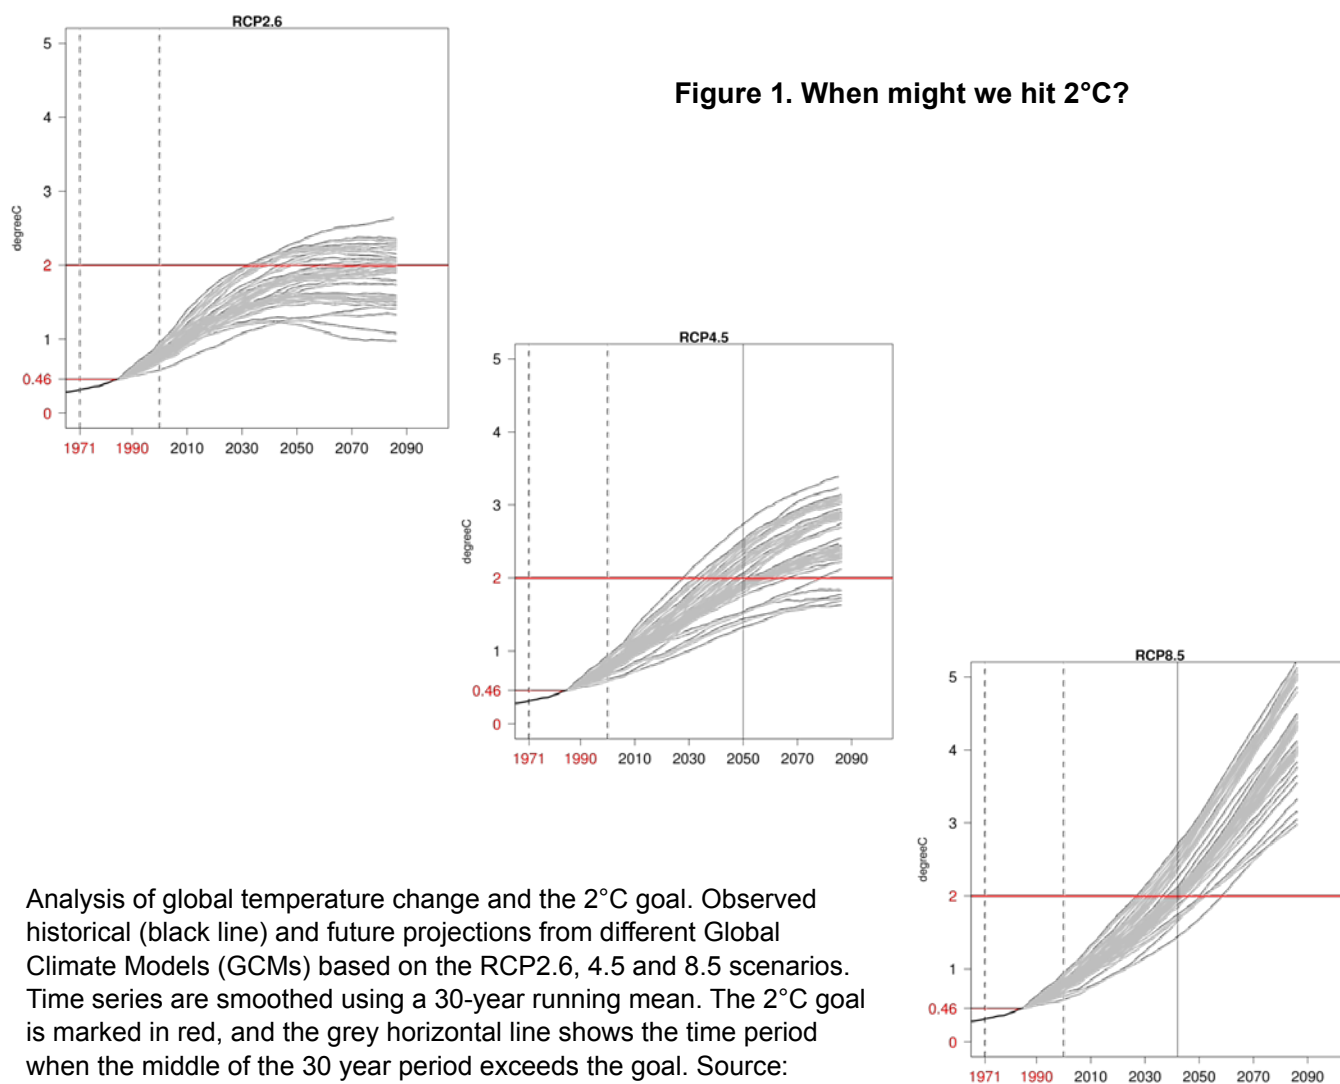 RCP2.6
5
4
3
2
1
0.46
0
degreeC
1971 1990 2010 2030 2050 2070 2090
Figure 1. When might we hit 2°C?
RCP4.5
5
4
3
2
1
0.46
0
degreeC
1971 1990 2010 2030 2050 2070 2090
RCP8.5
5
4
3
2
1
0.46
0
degreeC
1971 1990 2010 2030 2050 2070 2090
Analysis of global temperature change and the 2°C goal. Observed
historical (black line) and future projections from different Global
Climate Models (GCMs) based on the RCP2.6, 4.5 and 8.5 scenarios.
Time series are smoothed using a 30-year running mean. The 2°C goal
is marked in red, and the grey horizontal line shows the time period
when the middle of the 30 year period exceeds the goal. Source: